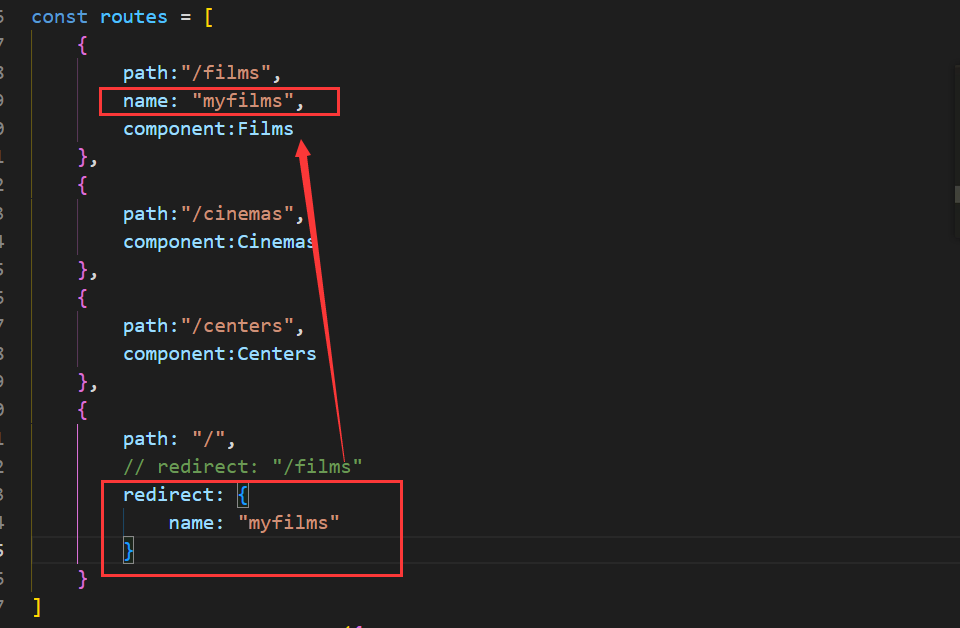 const routes = [
{
path:"/films",
name: "myfilms",
component:Films
},
{
path:"/cinemas",
component:Cinemas
},
{
path:"/centers",
component:Centers
},
{
path: "/",
// redirect: "/films"
redirect: {
name: "myfilms"
}
}
]